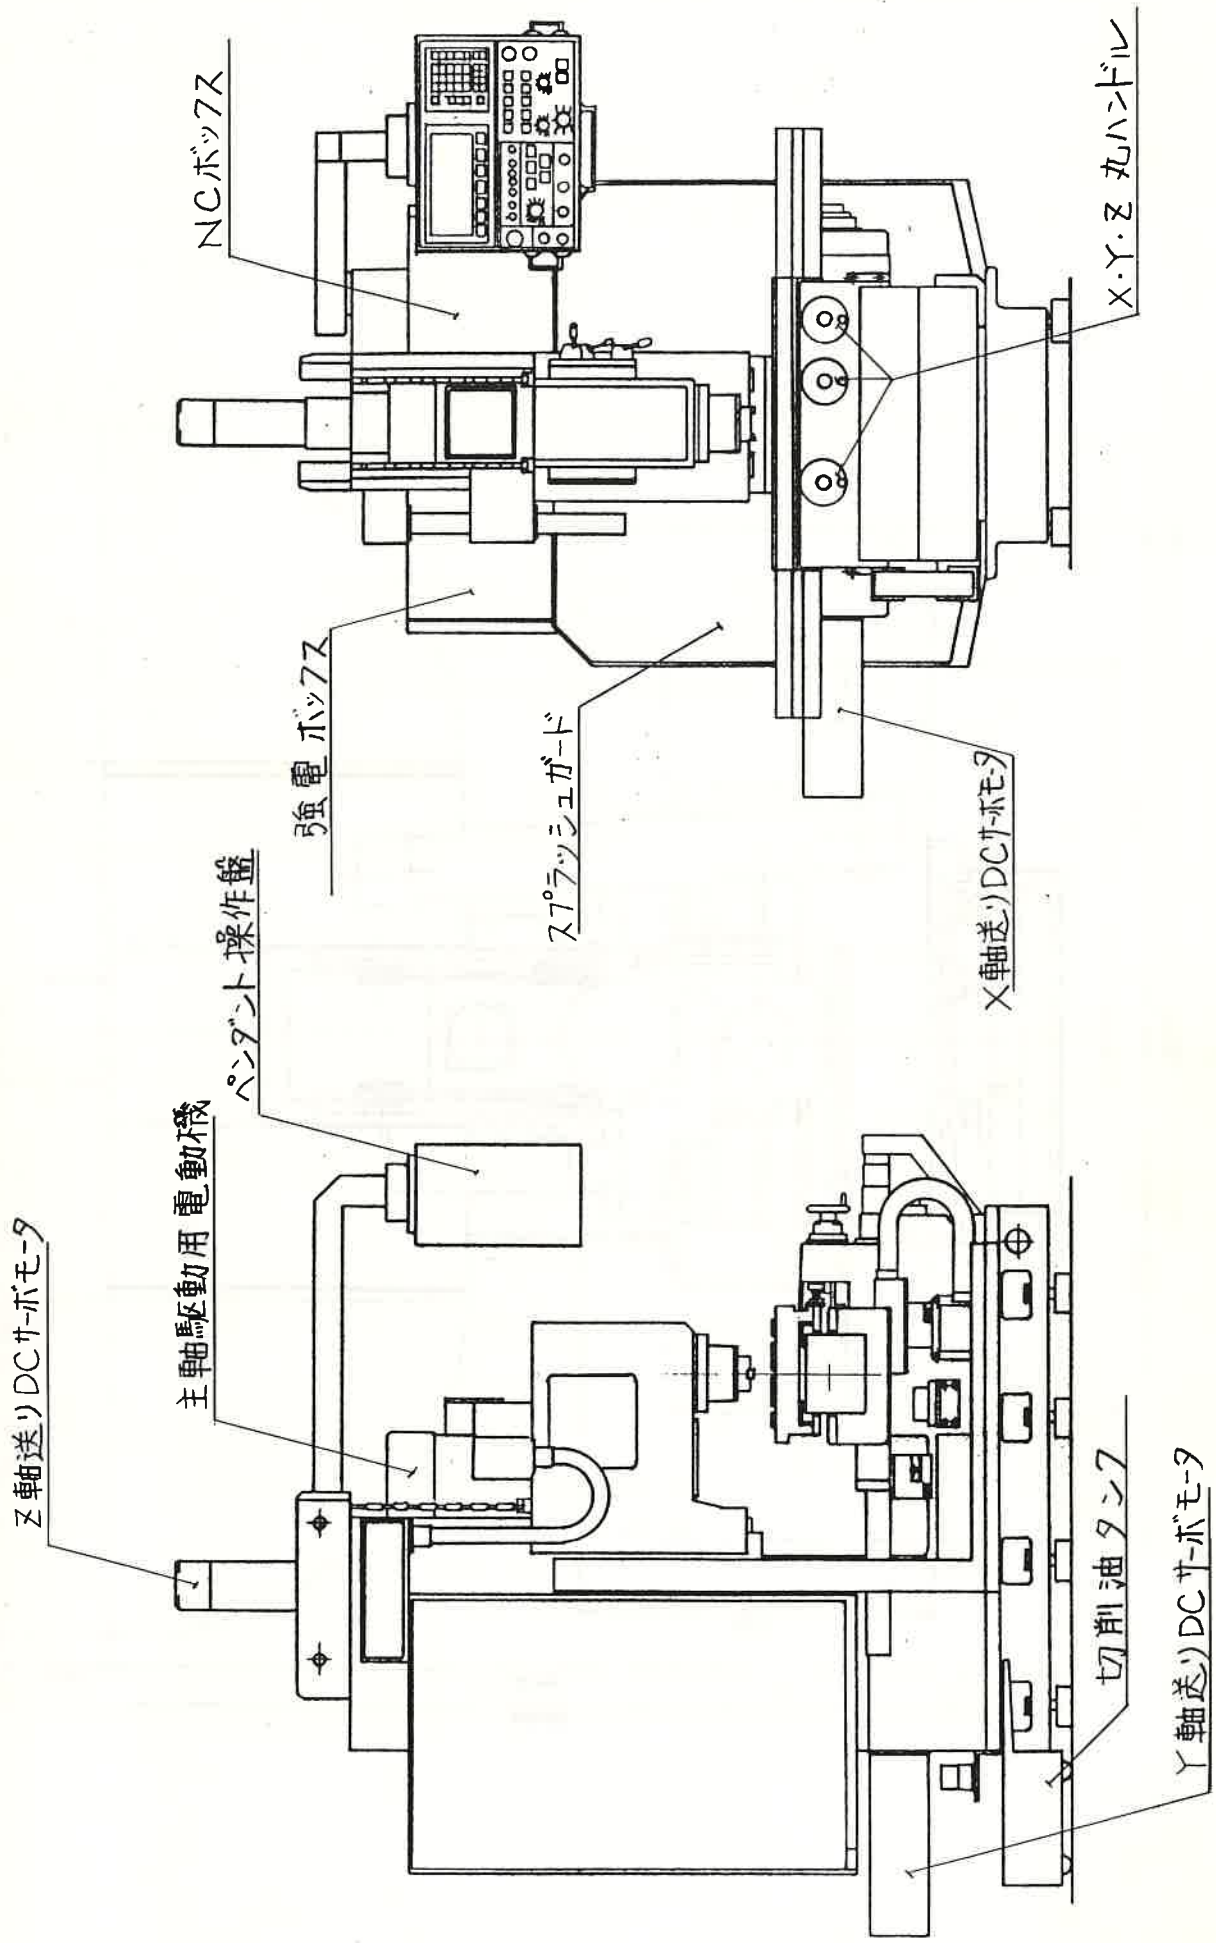 Z軸送りDCサーボモータ
主軸駆動用電動機
ペンダント操作盤
切削油タンク
Y軸送りDCサーボモータ
NCボックス
強電ボックス
スプラッシュガード
X軸送りDCサーボモータ
X・Y・Z丸ハンドル